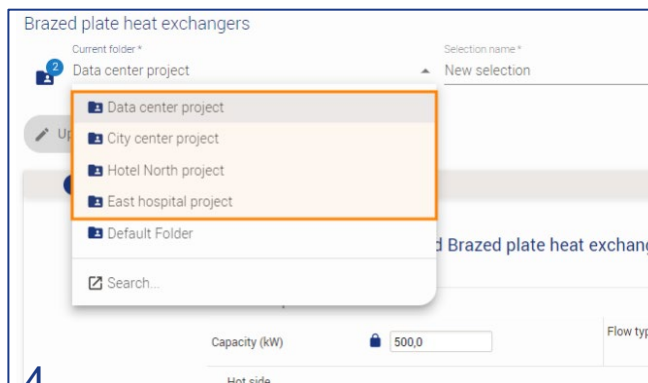 Brazed plate heat exchangers
Current folder *
Selection name *
2
Data center project
New selection
Data center project
Up
City center project
Hotel North project
East hospital project
Default Folder
d Brazed plate heat exchang
Search...
Capacity (kW)
500,0
Flow typ
Hot side
4